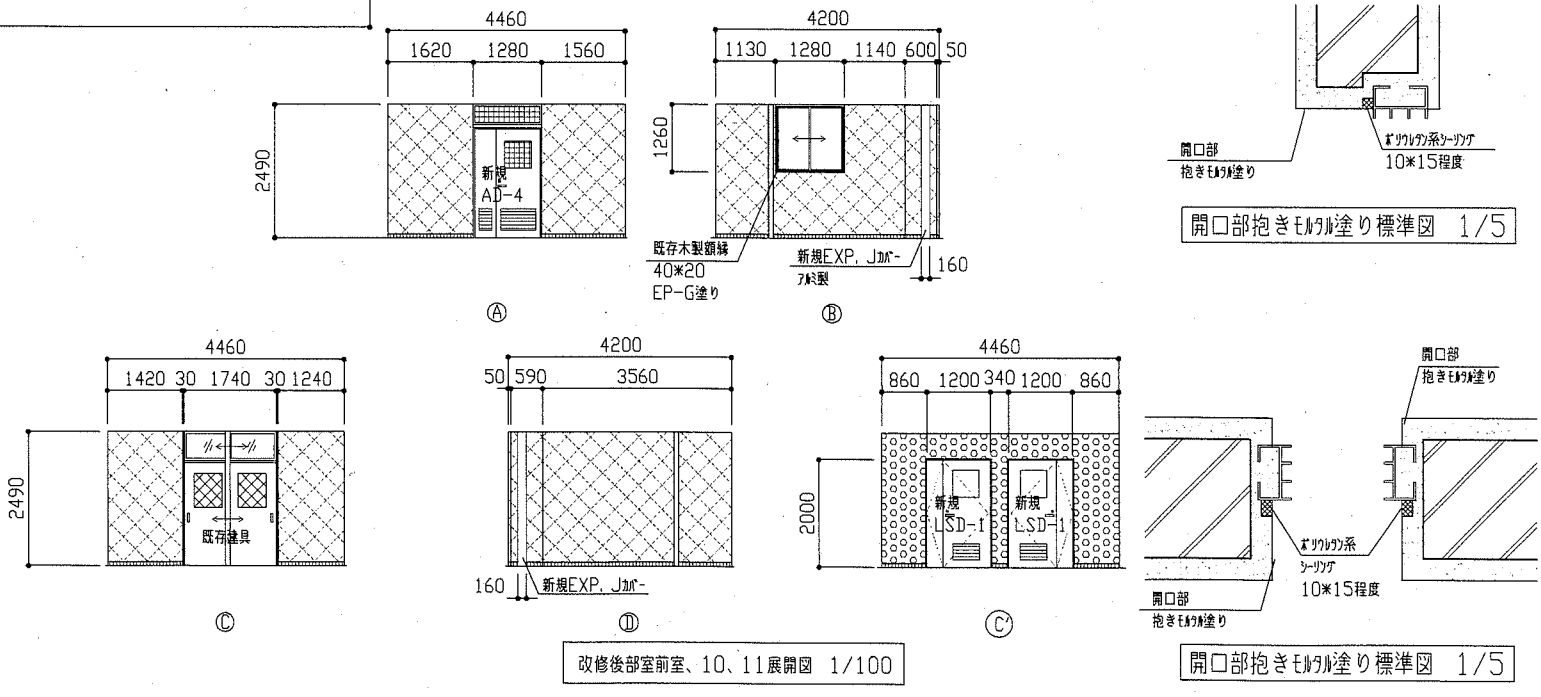 4460
1620 1280 1560
2490
新規
AD-4
Ⓐ
4200
1130 1280 1140 600 50
1260
既存木製額縁
40*20
EP-G塗り
新規EXP, Jカバー
アルミ製
160
Ⓑ
開口部
抱きモルタル塗り
ポリウレタン系シーリング
10*15程度
開口部抱きモルタル塗り標準図 1/5
4460
1420 30 1740 30 1240
2490
既存建具
Ⓒ
4200
50 590 3560
160
新規EXP, Jカバー
Ⓓ
4460
860 1200 340 1200 860
2000
新規
LSD-1
新規
LSD-1
Ⓒ'
改修後部室前室、10、11展開図 1/100
開口部
抱きモルタル塗り
ポリウレタン系
シーリング
10*15程度
開口部
抱きモルタル塗り
開口部抱きモルタル塗り標準図 1/5